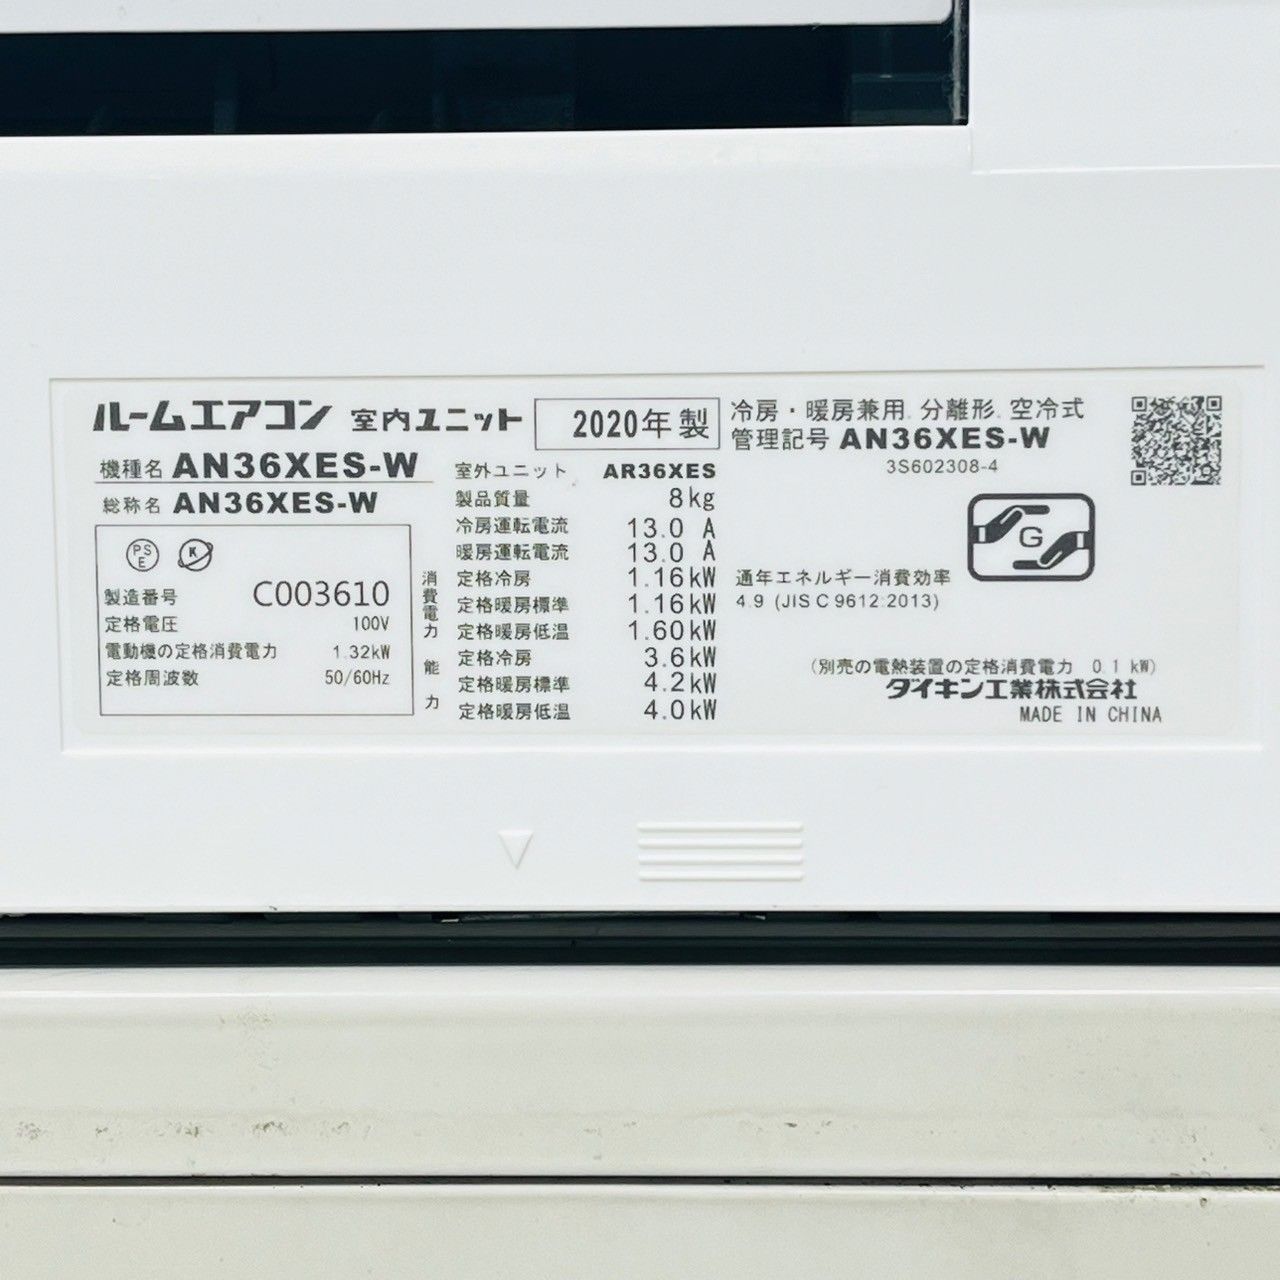 ルームエアコン 室内ユニット 2020年 製
機種名 AN36XES-W
総称名 AN36XES-W
PS
E
K
製造番号 C003610
定格電圧 100V
電動機の定格消費電力 1.32kW
定格周波数 50/60Hz
室外ユニット AR36XES
製品質量 8kg
冷房運転電流 13.0 A
暖房運転電流 13.0 A
消費電力
定格冷房 1.16kW
定格暖房標準 1.16kW
定格暖房低温 1.60kW
能力
定格冷房 3.6kW
定格暖房標準 4.2kW
定格暖房低温 4.0kW
冷房・暖房兼用 分離形 空冷式
管理記号 AN36XES-W
3S602308-4
G
通年エネルギー消費効率
4.9 (JIS C 9612:2013)
(別売の電熱装置の定格消費電力 0.1 kW)
ダイキン工業株式会社
MADE IN CHINA